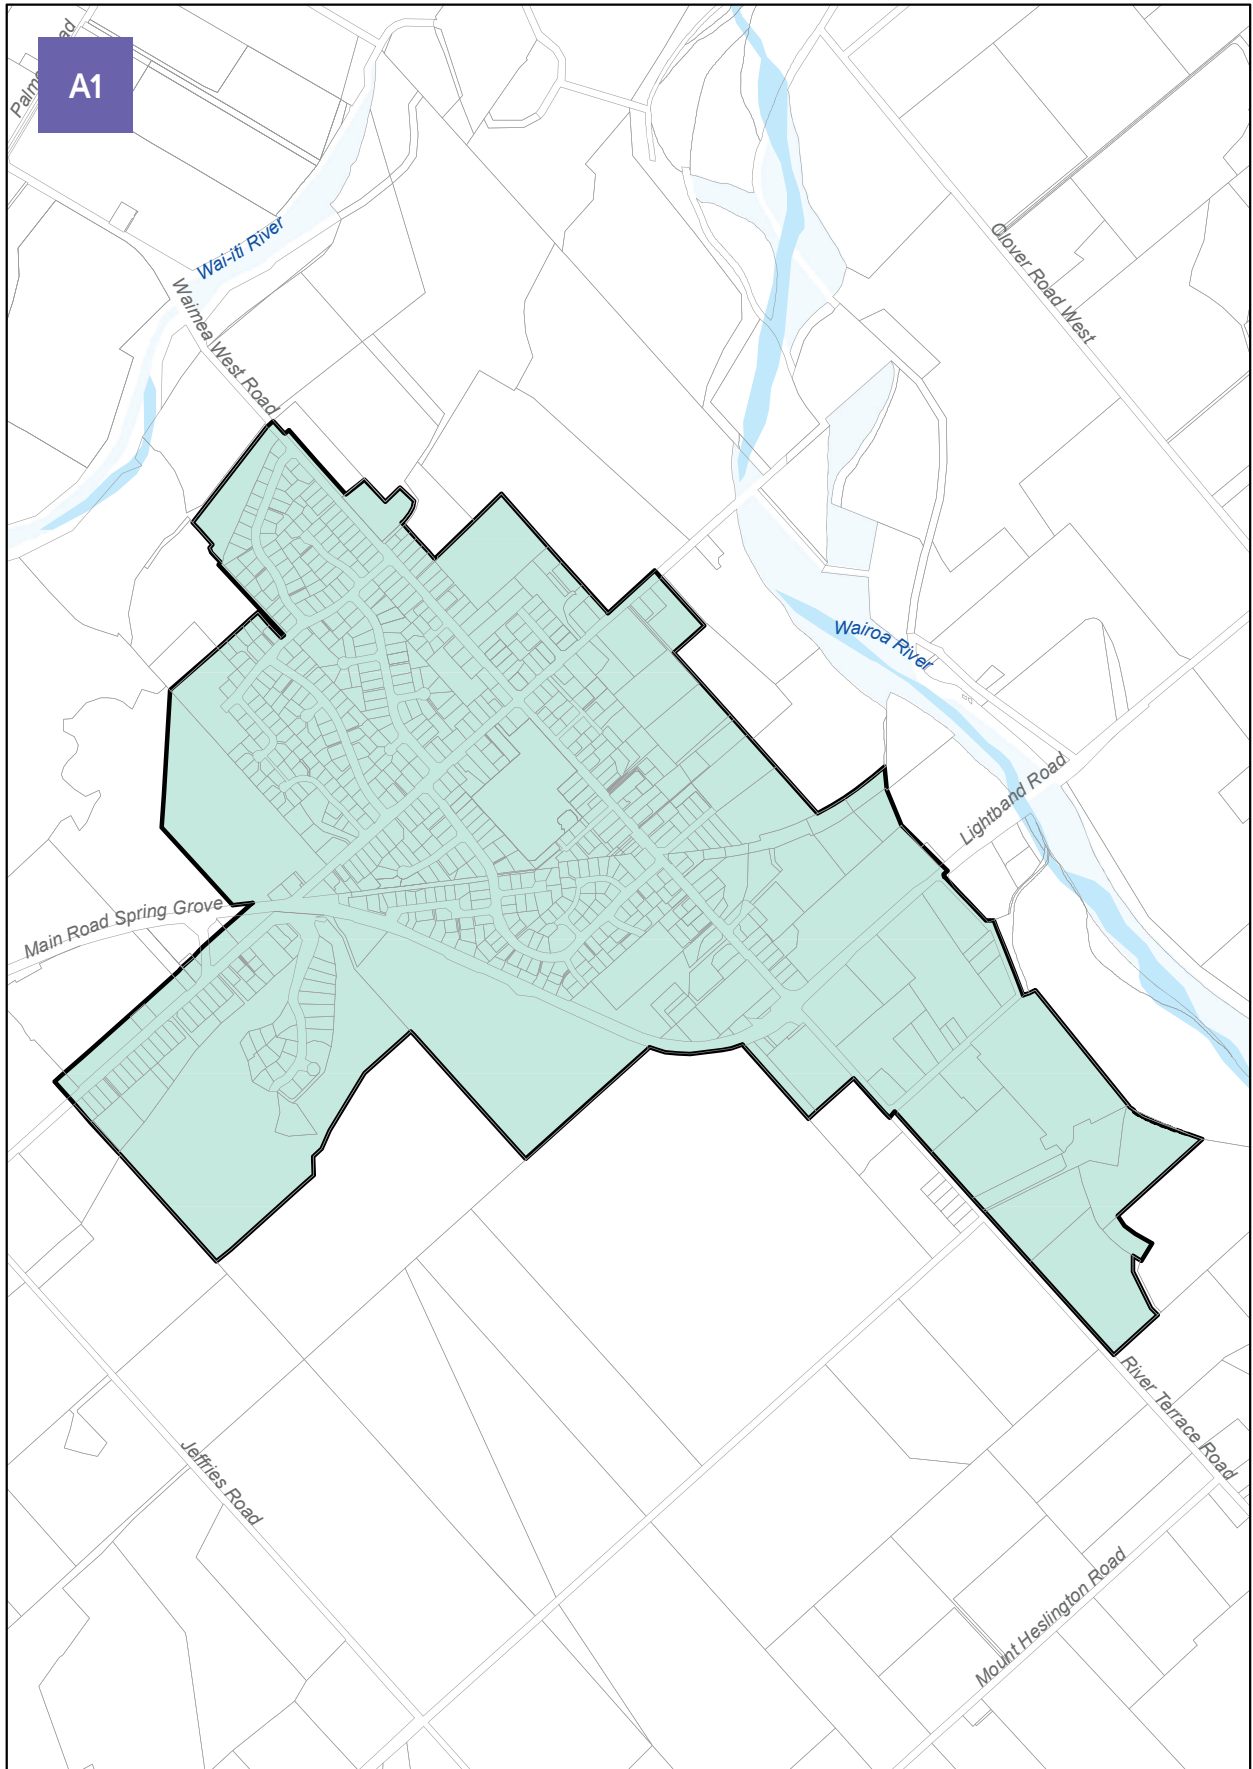 A1
Wai-iti River
Waimea West Road
Clover Road West
Wairoa River
Lightband Road
Main Road Spring Grove
River Terrace Road
Jeffries Road
Mount Heslington Road